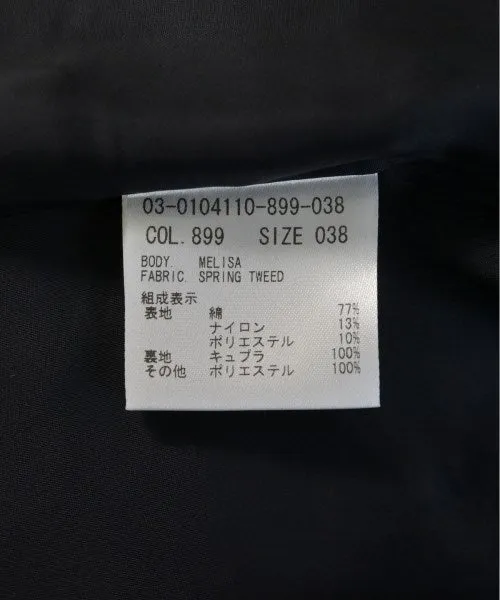 03-0104110-899-038
COL. 899 SIZE 038
BODY. MELISA
FABRIC. SPRING TWEED
組成表示
表地 綿 77%
ナイロン 13%
ポリエステル 10%
裏地 キュプラ 100%
その他 ポリエステル 100%